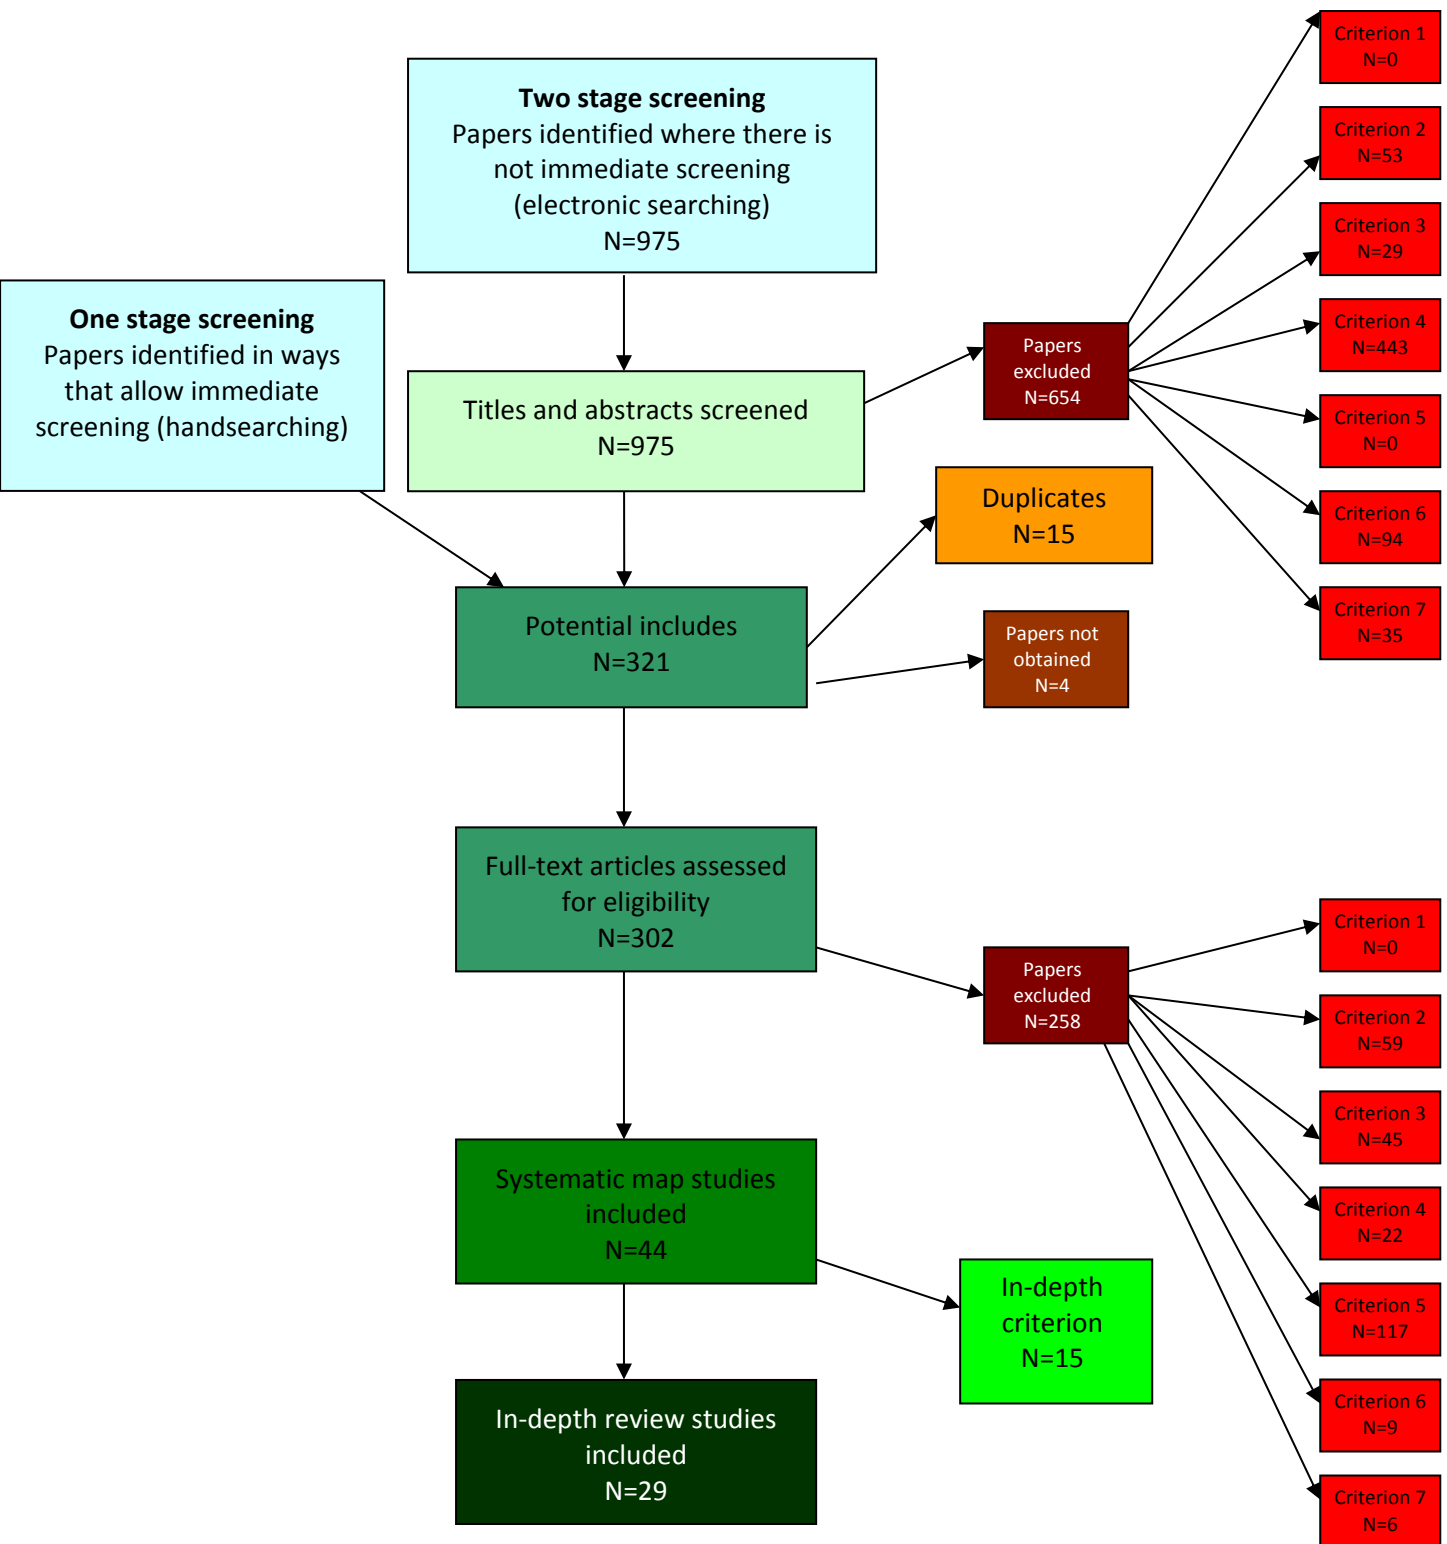 Two stage screening
Papers identified where there is
not immediate screening
(electronic searching)
N=975
One stage screening
Papers identified in ways
that allow immediate
screening (handsearching)
Titles and abstracts screened
N=975
Papers
excluded
N=654
Criterion 1
N=0
Criterion 2
N=53
Criterion 3
N=29
Criterion 4
N=443
Criterion 5
N=0
Criterion 6
N=94
Criterion 7
N=35
Duplicates
N=15
Potential includes
N=321
Papers not
obtained
N=4
Full-text articles assessed
for eligibility
N=302
Papers
excluded
N=258
Criterion 1
N=0
Criterion 2
N=59
Criterion 3
N=45
Criterion 4
N=22
Criterion 5
N=117
Criterion 6
N=9
Criterion 7
N=6
Systematic map studies
included
N=44
In-depth
criterion
N=15
In-depth review studies
included
N=29